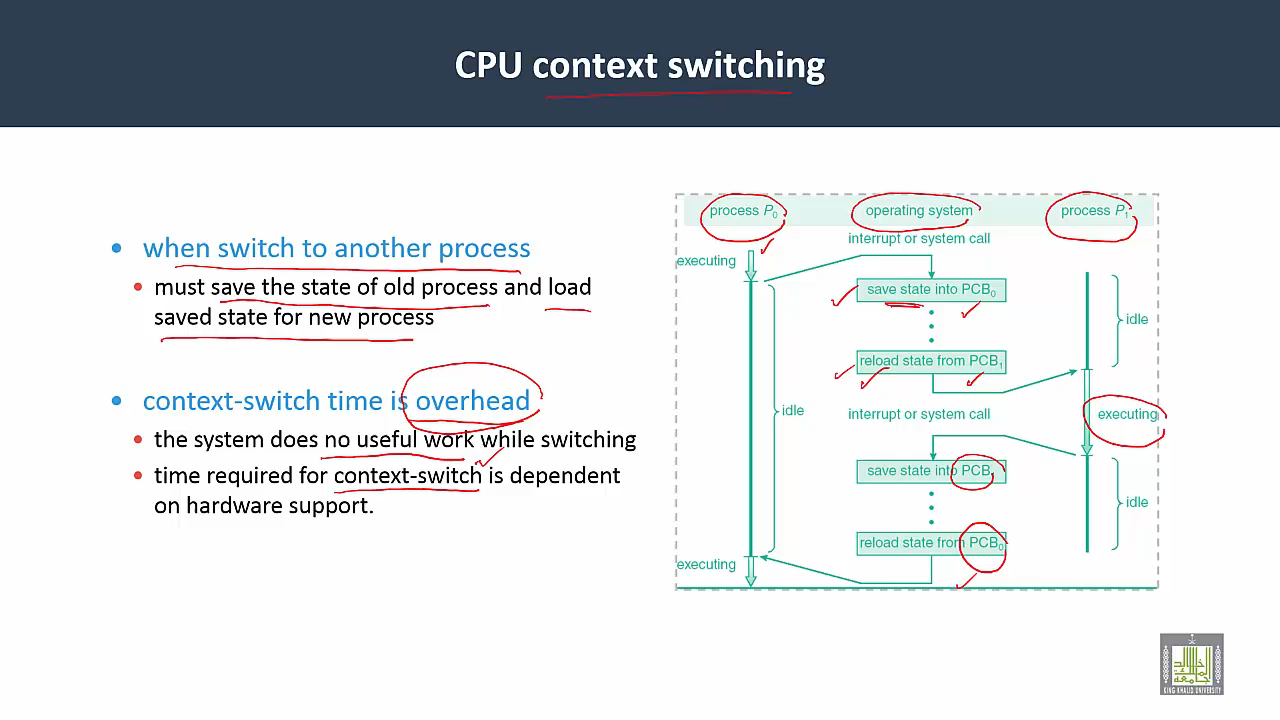 CPU context switching
• when switch to another process
• must save the state of old process and load
saved state for new process
• context-switch time is overhead
• the system does no useful work while switching
• time required for context-switch is dependent
on hardware support.
process P0
operating system
process P1
interrupt or system call
executing
save state into PCB0
idle
reload state from PCB1
idle
interrupt or system call
executing
save state into PCB1
idle
reload state from PCB0
executing
KING KHALID UNIVERSITY